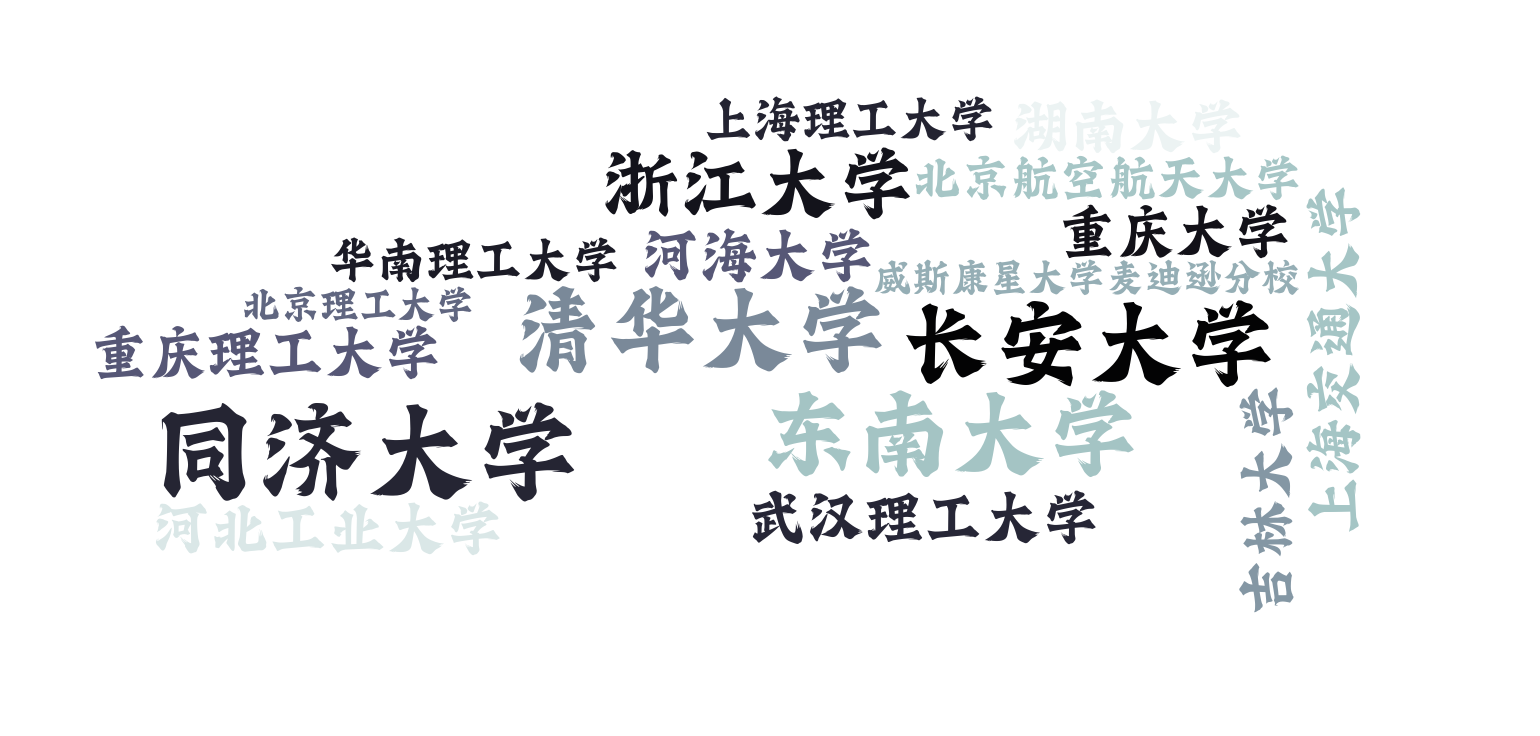 上海理工大学
湖南大学
浙江大学
北京航空航天大学
重庆大学
华南理工大学
河海大学
威斯康星大学麦迪逊分校
北京理工大学
清华大学
长安大学
重庆理工大学
同济大学
东南大学
河北工业大学
武汉理工大学
吉林大学
上海交通大学